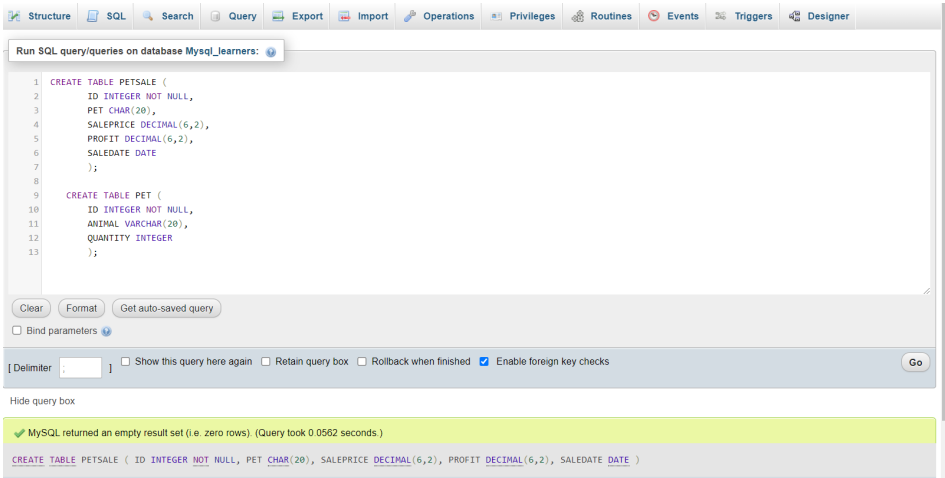 Structure SQL Search Query Export Import Operations Privileges Routines Events Triggers Designer
Run SQL query/queries on database Mysql_learners:
1 CREATE TABLE PETSALE (
2 ID INTEGER NOT NULL,
3 PET CHAR(20),
4 SALEPRICE DECIMAL(6,2),
5 PROFIT DECIMAL(6,2),
6 SALEDATE DATE
7 );
8
9 CREATE TABLE PET (
10 ID INTEGER NOT NULL,
11 ANIMAL VARCHAR(20),
12 QUANTITY INTEGER
13 );
Clear Format Get auto-saved query
Bind parameters
[ Delimiter ; ] Show this query here again Retain query box Rollback when finished Enable foreign key checks Go
Hide query box
MySQL returned an empty result set (i.e. zero rows). (Query took 0.0562 seconds.)
CREATE TABLE PETSALE ( ID INTEGER NOT NULL, PET CHAR(20), SALEPRICE DECIMAL(6,2), PROFIT DECIMAL(6,2), SALEDATE DATE )